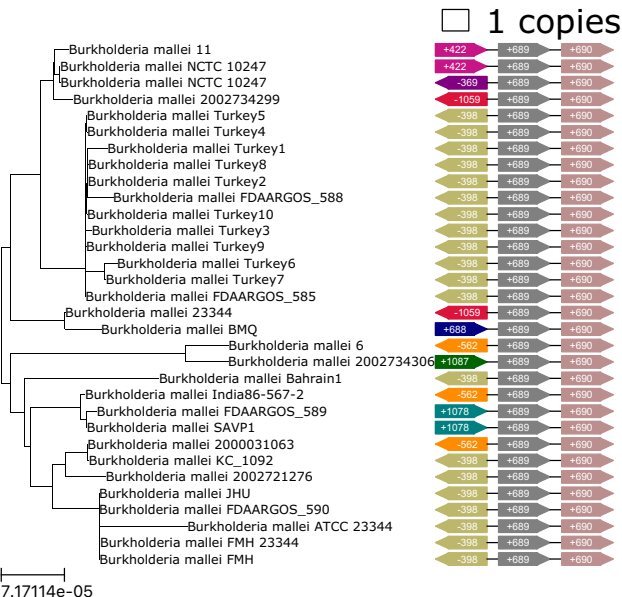 1 copies
Burkholderia mallei 11 +422 +689 +690
Burkholderia mallei NCTC 10247 +422 +689 +690
Burkholderia mallei NCTC 10247 -369 +689 +690
Burkholderia mallei 2002734299 -1059 +689 +690
Burkholderia mallei Turkey5 -398 +689 +690
Burkholderia mallei Turkey4 -398 +689 +690
Burkholderia mallei Turkey1 -398 +689 +690
Burkholderia mallei Turkey8 -398 +689 +690
Burkholderia mallei Turkey2 -398 +689 +690
Burkholderia mallei FDAARGOS_588 -398 +689 +690
Burkholderia mallei Turkey10 -398 +689 +690
Burkholderia mallei Turkey3 -398 +689 +690
Burkholderia mallei Turkey9 -398 +689 +690
Burkholderia mallei Turkey6 -398 +689 +690
Burkholderia mallei Turkey7 -398 +689 +690
Burkholderia mallei FDAARGOS_585 -398 +689 +690
Burkholderia mallei 23344 -1059 +689 +690
Burkholderia mallei BMQ +688 +689 +690
Burkholderia mallei 6 -562 +689 +690
Burkholderia mallei 2002734306 +1087 +689 +690
Burkholderia mallei Bahrain1 -398 +689 +690
Burkholderia mallei India86-567-2 -562 +689 +690
Burkholderia mallei FDAARGOS_589 +1078 +689 +690
Burkholderia mallei SAVP1 +1078 +689 +690
Burkholderia mallei 2000031063 -562 +689 +690
Burkholderia mallei KC_1092 -398 +689 +690
Burkholderia mallei 2002721276 -398 +689 +690
Burkholderia mallei JHU -398 +689 +690
Burkholderia mallei FDAARGOS_590 -398 +689 +690
Burkholderia mallei ATCC 23344 -398 +689 +690
Burkholderia mallei FMH 23344 -398 +689 +690
Burkholderia mallei FMH -398 +689 +690
7.17114e-05